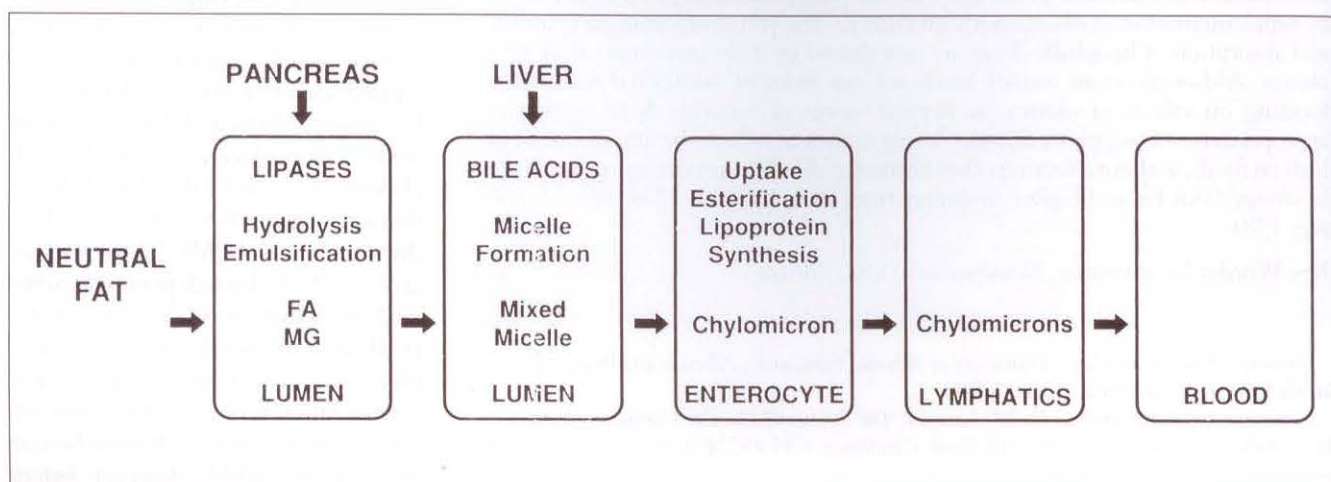 PANCREAS
LIVER
NEUTRAL
FAT
LIPASES
Hydrolysis
Emulsification
FA
MG
LUMEN
BILE ACIDS
Micelle
Formation
Mixed
Micelle
LUMEN
Uptake
Esterification
Lipoprotein
Synthesis
Chylomicron
ENTEROCYTE
Chylomicrons
LYMPHATICS
BLOOD